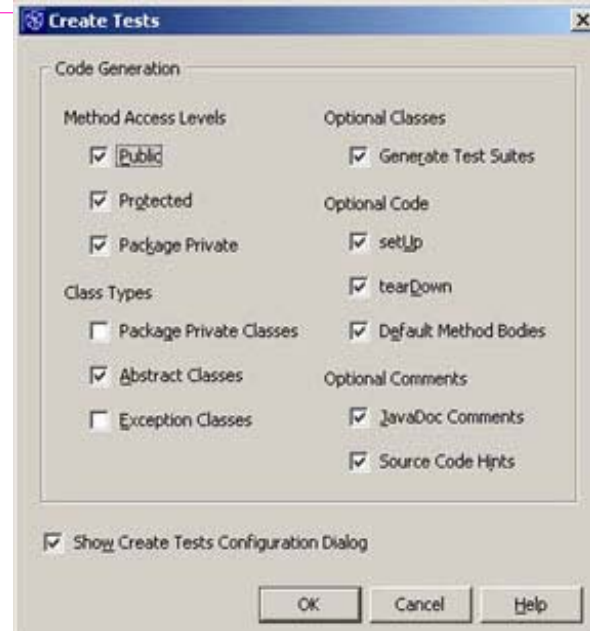 Create Tests
Code Generation
Method Access Levels
Public
Protected
Package Private
Class Types
Package Private Classes
Abstract Classes
Exception Classes
Optional Classes
Generate Test Suites
Optional Code
setUp
tearDown
Default Method Bodies
Optional Comments
JavaDoc Comments
Source Code Hints
Show Create Tests Configuration Dialog
OK
Cancel
Help